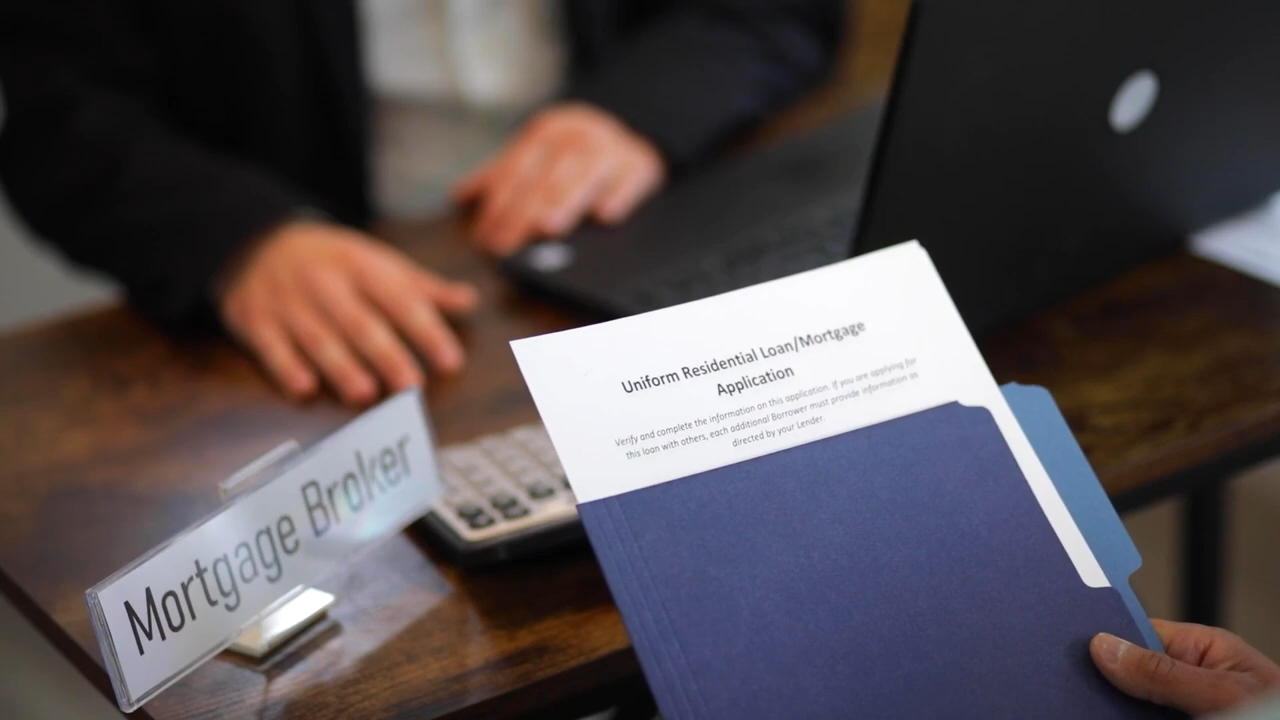 Uniform Residential Loan/Mortgage
Application
Verify and complete the information on this application. If you are applying for
this loan with others, each additional Borrower must provide information as
directed by your Lender.
Mortgage Broker